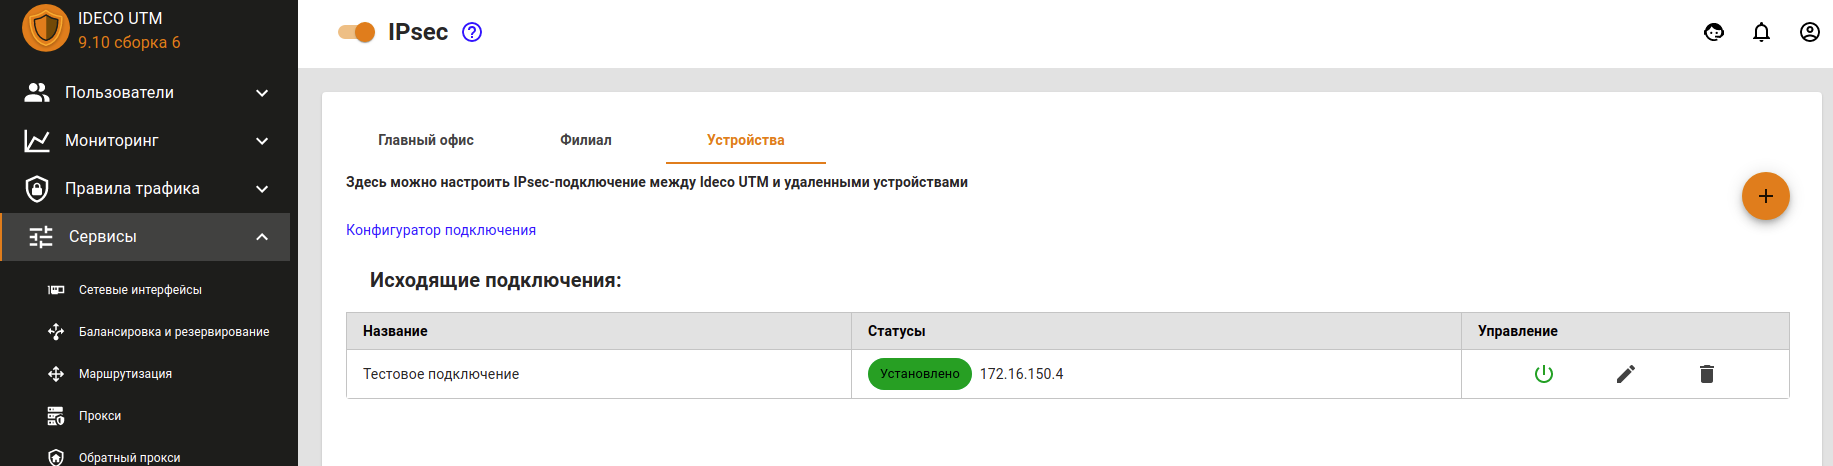 IDECO UTM
9.10 сборка 6
Пользователи
Мониторинг
Правила трафика
Сервисы
Сетевые интерфейсы
Балансировка и резервирование
Маршрутизация
Прокси
Обратный прокси
IPsec
Главный офис
Филиал
Устройства
Здесь можно настроить IPsec-подключение между Ideco UTM и удаленными устройствами
Конфигуратор подключения
Исходящие подключения:
Название
Статусы
Управление
Тестовое подключение
Установлено 172.16.150.4